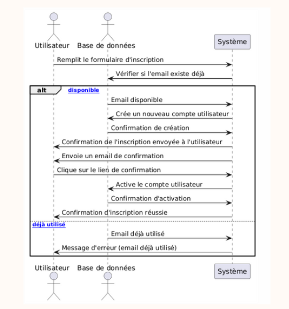 Utilisateur Base de données Système
Remplit le formulaire d'inscription
Vérifier si l'email existe déjà
alt disponible
Email disponible
Crée un nouveau compte utilisateur
Confirmation de création
Confirmation de l'inscription envoyée à l'utilisateur
Envoie un email de confirmation
Clique sur le lien de confirmation
Active le compte utilisateur
Confirmation d'activation
Confirmation d'inscription réussie
déjà utilisé
Email déjà utilisé
Message d'erreur (email déjà utilisé)
Utilisateur Base de données Système